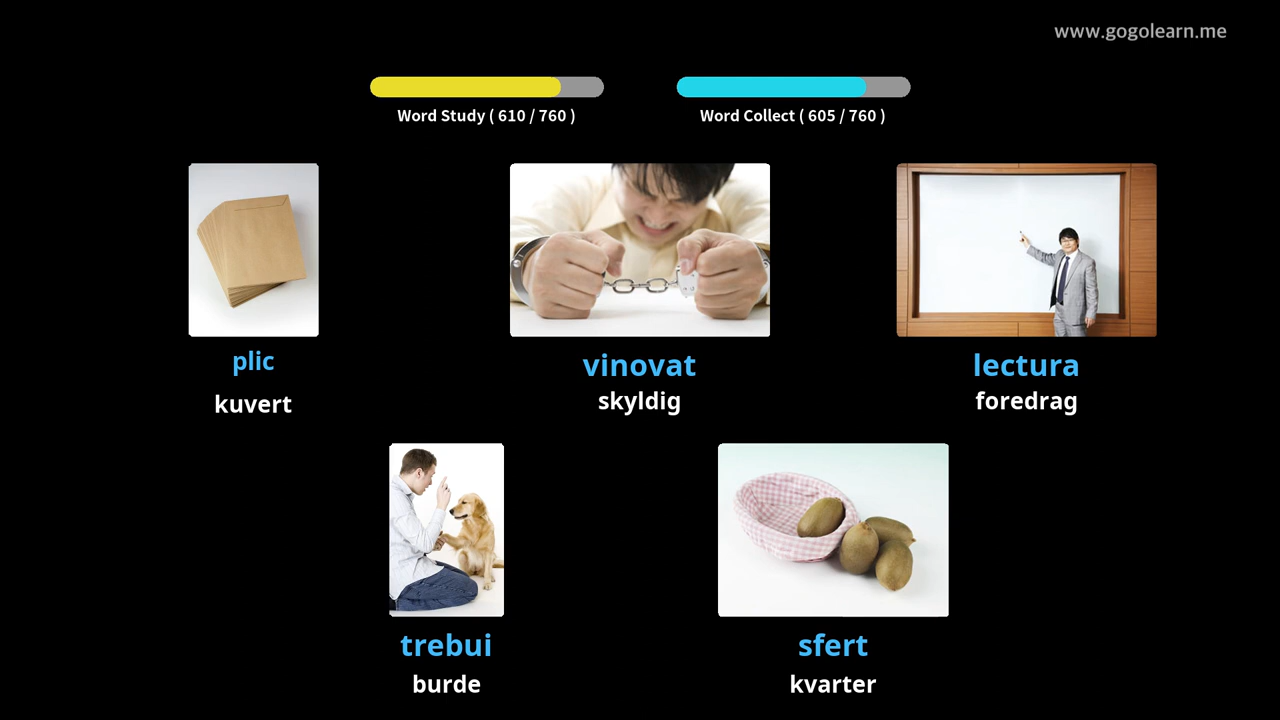 www.gogolearn.me
Word Study ( 610 / 760 )
Word Collect ( 605 / 760 )
plic
kuvert
vinovat
skyldig
lectura
foredrag
trebui
burde
sfert
kvarter